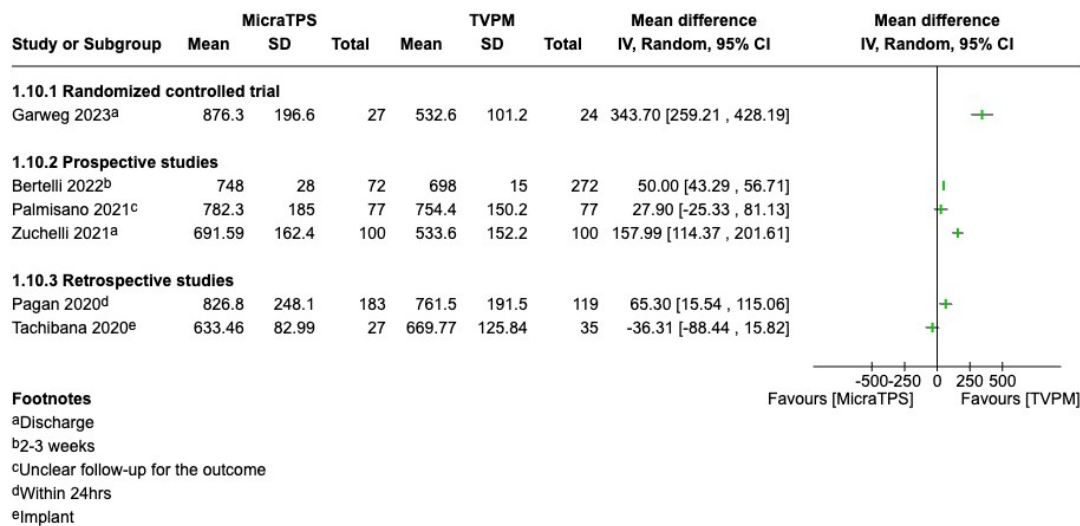 MicraTPS TVPM Mean difference Mean difference
Study or Subgroup Mean SD Total Mean SD Total IV, Random, 95% CI IV, Random, 95% CI
1.10.1 Randomized controlled trial
Garweg 2023a 876.3 196.6 27 532.6 101.2 24 343.70 [259.21 , 428.19]
1.10.2 Prospective studies
Bertelli 2022b 748 28 72 698 15 272 50.00 [43.29 , 56.71]
Palmisano 2021c 782.3 185 77 754.4 150.2 77 27.90 [-25.33 , 81.13]
Zuchelli 2021a 691.59 162.4 100 533.6 152.2 100 157.99 [114.37 , 201.61]
1.10.3 Retrospective studies
Pagan 2020d 826.8 248.1 183 761.5 191.5 119 65.30 [15.54 , 115.06]
Tachibana 2020e 633.46 82.99 27 669.77 125.84 35 -36.31 [-88.44 , 15.82]
-500 -250 0 250 500
Favours [MicraTPS] Favours [TVPM]
Footnotes
aDischarge
b2-3 weeks
cUnclear follow-up for the outcome
dWithin 24hrs
eImplant